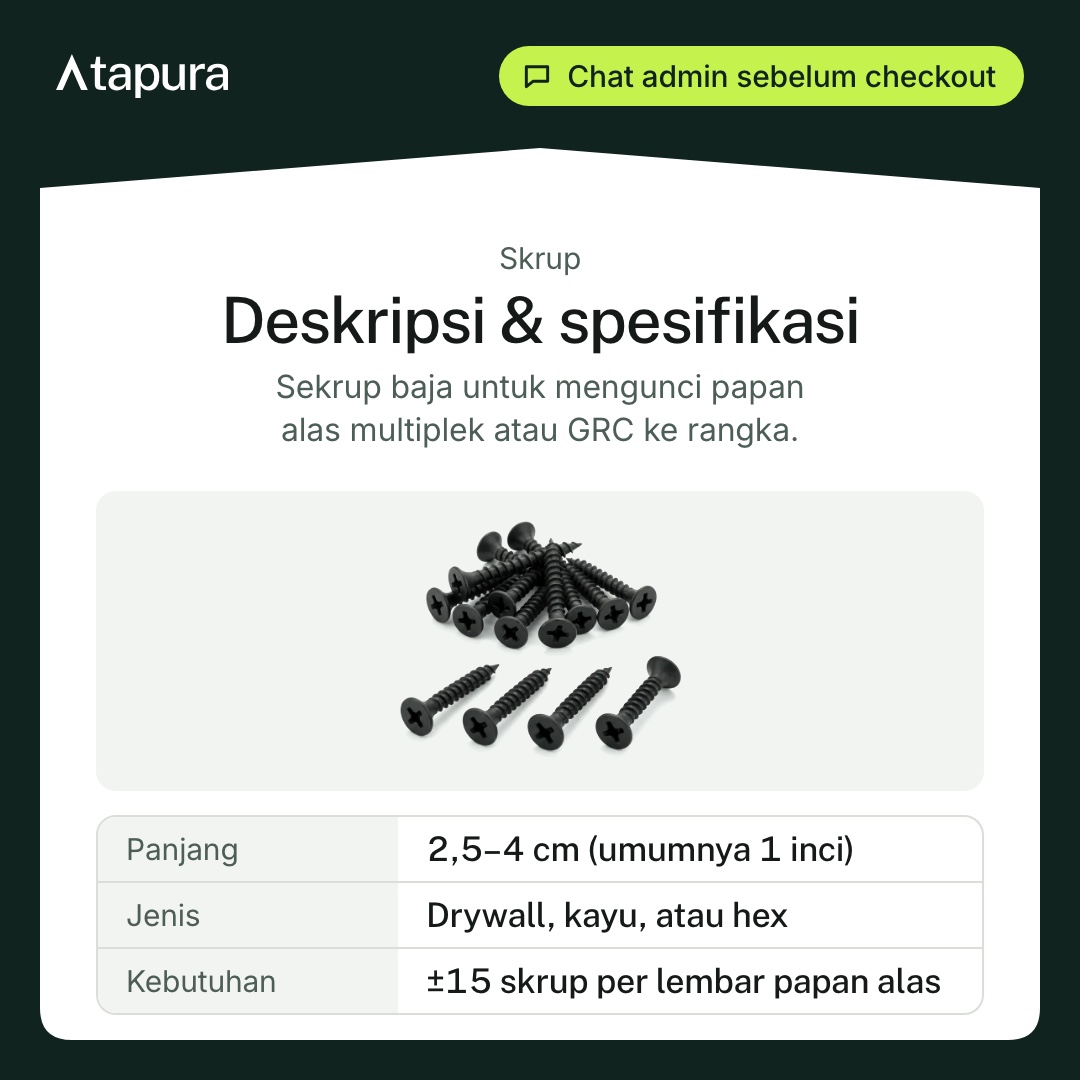 Atapura
Chat admin sebelum checkout
Skrup
Deskripsi & spesifikasi
Sekrup baja untuk mengunci papan
alas multiplek atau GRC ke rangka.
Panjang
2,5–4 cm (umumnya 1 inci)
Jenis
Drywall, kayu, atau hex
Kebutuhan
±15 skrup per lembar papan alas